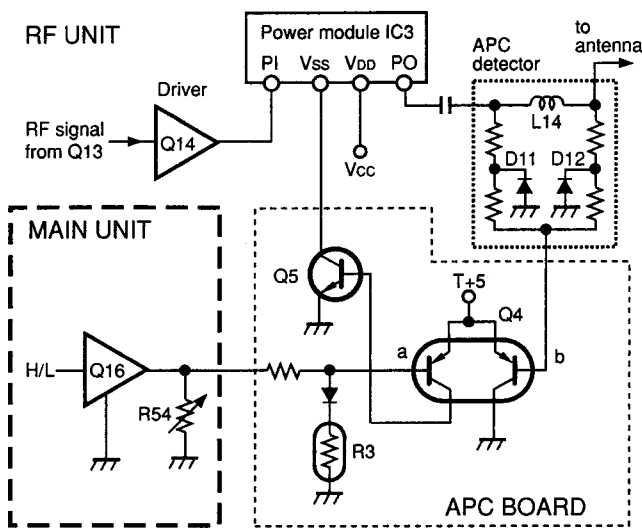 RF UNIT
Power module IC3
PI VSS VDD PO
APC
detector
to
antenna
Driver
RF signal
from Q13
Q14
VCC
L14
D11 D12
MAIN UNIT
Q5
T+5
Q4
a
b
H/L
Q16
R54
R3
APC BOARD